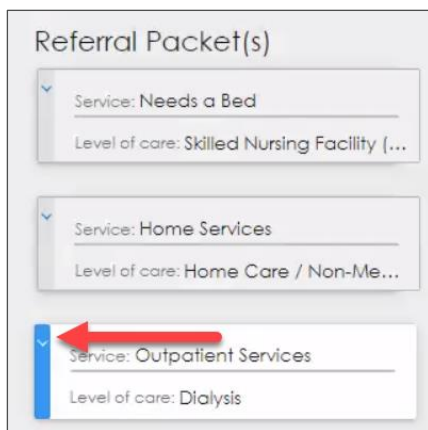 Referral Packet(s)
Service: Needs a Bed
Level of care: Skilled Nursing Facility (...
Service: Home Services
Level of care: Home Care / Non-Me...
Service: Outpatient Services
Level of care: Dialysis